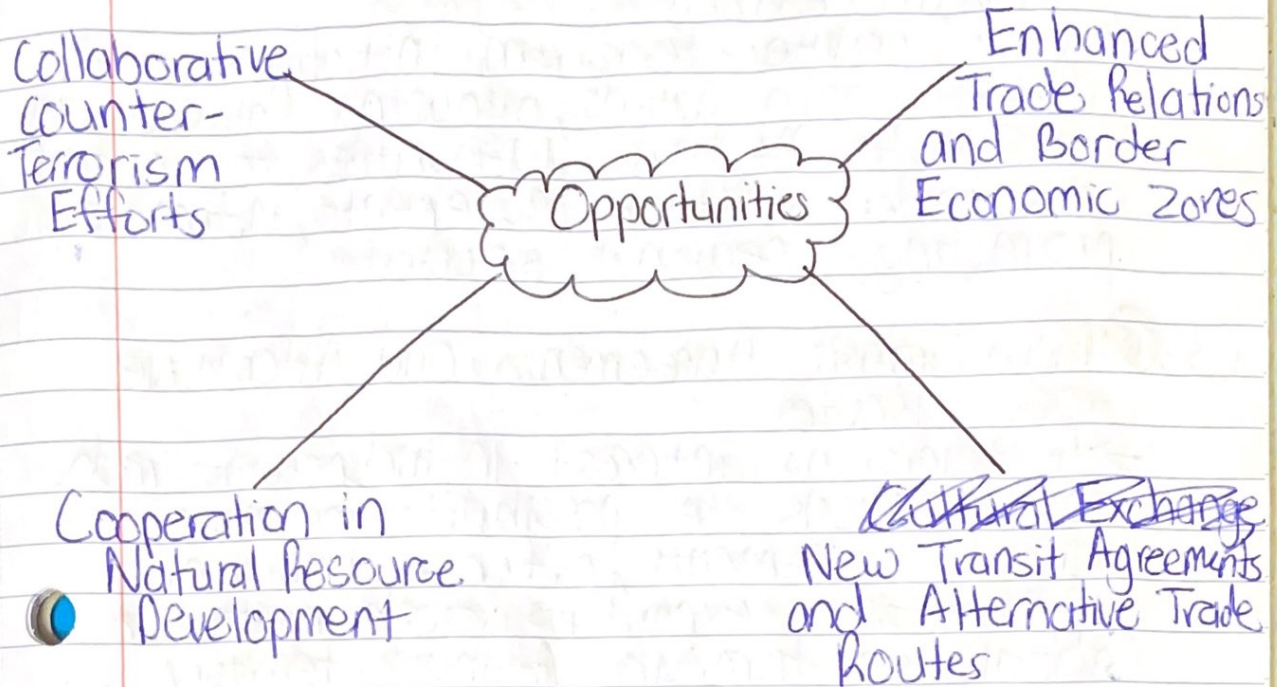 Collaborative
counter-
Terrorism
Efforts
Enhanced
Trade Relations
and Border
Economic Zones
Opportunities
Cooperation in
Natural Resource
Development
Cultural Exchange
New Transit Agreements
and Alternative Trade
Routes